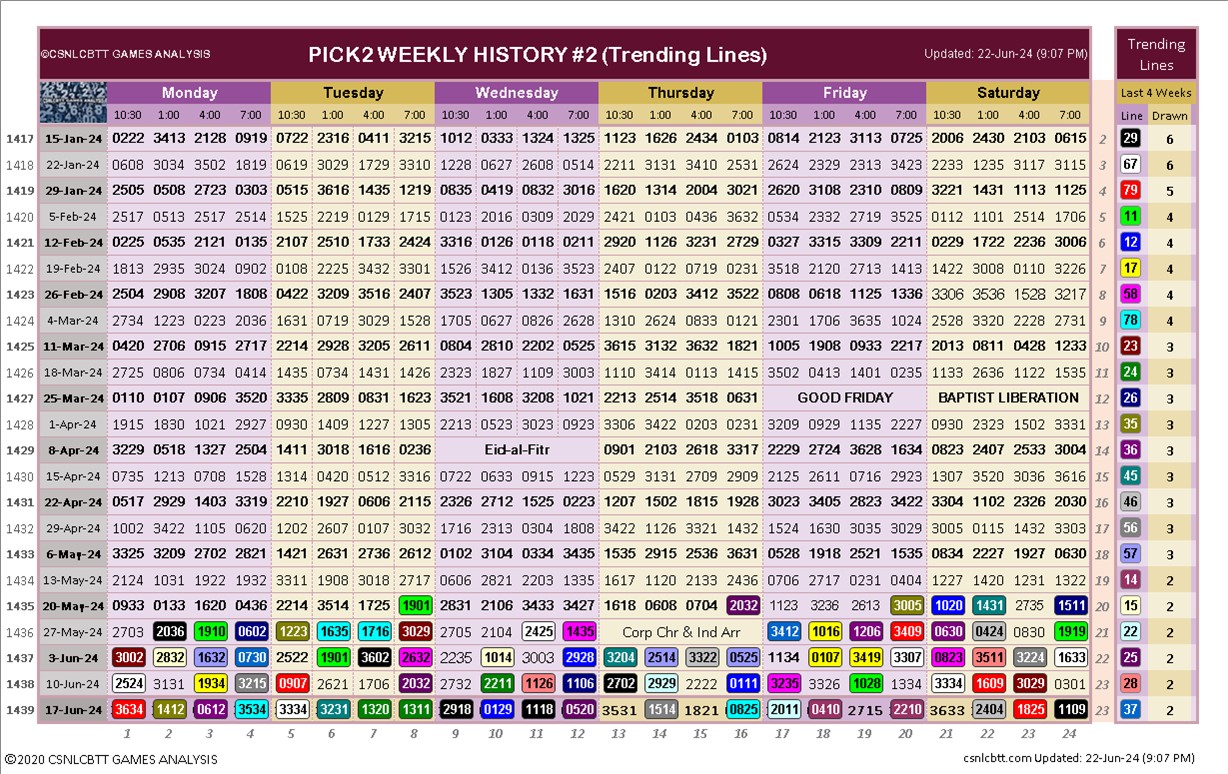 ©CSNLCBTT GAMES ANALYSIS PICK2 WEEKLY HISTORY #2 (Trending Lines) Updated: 22-Jun-24 (9:07 PM) Trending Lines
Monday Tuesday Wednesday Thursday Friday Saturday Last 4 Weeks
10:30 1:00 4:00 7:00 10:30 1:00 4:00 7:00 10:30 1:00 4:00 7:00 10:30 1:00 4:00 7:00 10:30 1:00 4:00 7:00 10:30 1:00 4:00 7:00 Line Drawn
1417 15-Jan-24 0222 3413 2128 0919 0722 2316 0411 3215 1012 0333 1324 1325 1123 1626 2434 0103 0814 2123 3113 0725 2006 2430 2103 0615 2 29 6
1418 22-Jan-24 0608 3034 3502 1819 0619 3029 1729 3310 1228 0627 2608 0514 2211 3131 3410 2531 2624 2329 2113 3423 2233 1235 3117 3115 3 67 6
1419 29-Jan-24 2505 0508 2723 0303 0515 3616 1435 1219 0835 0419 0832 3016 1620 1314 2004 3021 2620 3108 2310 0809 3221 1431 1113 1125 4 79 5
1420 5-Feb-24 2517 0513 2517 2514 1525 2219 0129 1715 0123 2016 0309 2029 2421 0103 0436 3632 0534 2332 2719 3525 0112 1101 2514 1706 5 11 4
1421 12-Feb-24 0225 0535 2121 0135 2107 2510 1733 2424 3316 0126 0118 0211 2920 1126 3231 2729 0327 3315 3309 2211 0229 1722 2236 3006 6 12 4
1422 19-Feb-24 1813 2935 3024 0902 0108 2225 3432 3301 1526 3412 0136 3523 2407 0122 0719 0231 3518 2120 2713 1413 1422 3008 0110 3226 7 17 4
1423 26-Feb-24 2504 2908 3207 1808 0422 3209 3516 2407 3523 1305 1332 1631 1516 0203 3412 3522 0808 0618 1125 1336 3306 3536 1528 3217 8 58 4
1424 4-Mar-24 2734 1223 0223 2036 1631 0719 3029 1523 1705 0627 0826 2628 1310 2624 0833 0121 2301 1706 3635 1024 2528 3320 2228 2731 9 78 4
1425 11-Mar-24 0420 2706 0915 2717 2214 2928 3205 2611 0804 2810 2202 0525 3615 3132 3632 1821 1005 1908 0933 2217 2013 0811 0428 1233 10 23 3
1426 18-Mar-24 2725 0806 0734 0414 1435 0734 1431 1426 2323 1827 1109 3003 1110 3414 0113 1415 3502 0413 1401 0235 1133 2636 1122 1535 11 24 3
1427 25-Mar-24 0110 0107 0906 3520 3335 2809 0831 1623 3521 1608 3208 1021 2213 2514 3518 0631 GOOD FRIDAY BAPTIST LIBERATION 12 26 3
1428 1-Apr-24 1915 1830 1021 2927 0930 1409 1227 1305 2213 0523 3023 0923 3306 3422 0203 0231 3209 0929 1135 2227 0930 2323 1502 3331 13 35 3
1429 8-Apr-24 3229 0518 1327 2504 1411 3018 1616 0233 Eid-al-Fitr 0901 2103 2618 3317 2229 2724 3628 1634 0823 2407 2533 3004 14 36 3
1430 15-Apr-24 0735 1213 0708 1528 1314 0420 0512 3316 0722 0633 0915 1223 0529 3131 2709 2909 2125 2611 0716 2923 1307 3520 3036 3616 15 45 3
1431 22-Apr-24 0517 2929 1403 3319 2210 1927 0606 2115 2326 2712 1525 0223 1207 1502 1815 1928 3023 3405 2823 3422 3304 1102 2326 2030 16 46 3
1432 29-Apr-24 1002 3422 1105 0620 1202 2607 0107 3032 1716 2313 0304 1808 3422 1126 3321 1432 1524 1630 3035 3029 3005 0115 1432 3303 17 56 3
1433 6-May-24 3325 3209 2702 2821 1421 2631 2736 2612 0102 3104 0334 3435 1535 2915 2536 3631 0528 1918 2521 1535 0834 2227 1927 0630 18 57 3
1434 13-May-24 2124 1031 1922 1932 3311 1908 3018 2717 0606 2821 2203 1335 1617 1120 2133 2436 0706 2717 0231 0404 1227 1420 1231 1322 19 14 2
1435 20-May-24 0933 0133 1620 0436 2214 3514 1725 1901 2831 2106 3433 3427 1618 0608 0704 2032 1123 3236 2613 3005 1020 1431 2735 1511 20 15 2
1436 27-May-24 2703 2036 1910 0602 1223 1635 1716 3029 2705 2104 2425 1435 Corp Chr & Ind Arr 3412 1016 1206 3409 0630 0424 0830 1919 21 22 2
1437 3-Jun-24 3002 2832 1632 0730 2522 1901 3602 2632 2235 1014 3003 2928 3204 2514 3322 0525 1134 0107 3419 3307 0823 3511 3224 1633 22 25 2
1438 10-Jun-24 2524 3131 1934 3215 0907 2621 1706 2032 2732 2211 1126 1106 2702 2929 2222 0111 3235 3326 1028 1334 3334 1609 3029 0301 23 28 2
1439 17-Jun-24 3634 1412 0612 3534 3334 3231 1320 1311 2918 0129 1118 0520 3531 1514 1821 0825 2011 0410 2715 2210 3633 2404 1825 1109 23 37 2
1 2 3 4 5 6 7 8 9 10 11 12 13 14 15 16 17 18 19 20 21 22 23 24
©2020 CSNLCBTT GAMES ANALYSIS csnlcbtt.com Updated: 22-Jun-24 (9:07 PM)